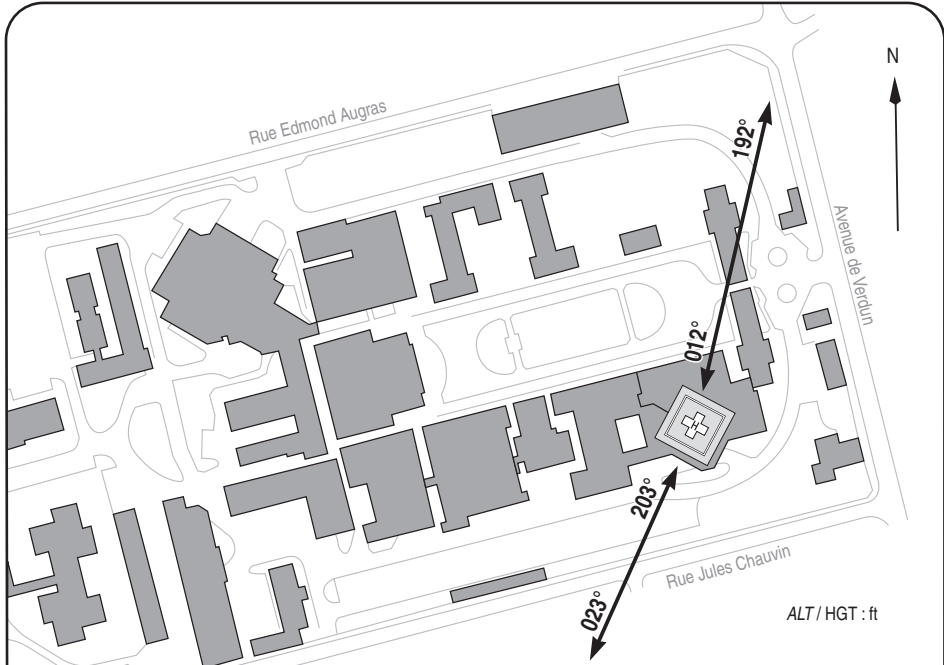 N
Rue Edmond Augras
192°
Avenue de Verdun
012°
H
203°
Rue Jules Chauvin
023°
ALT / HGT : ft